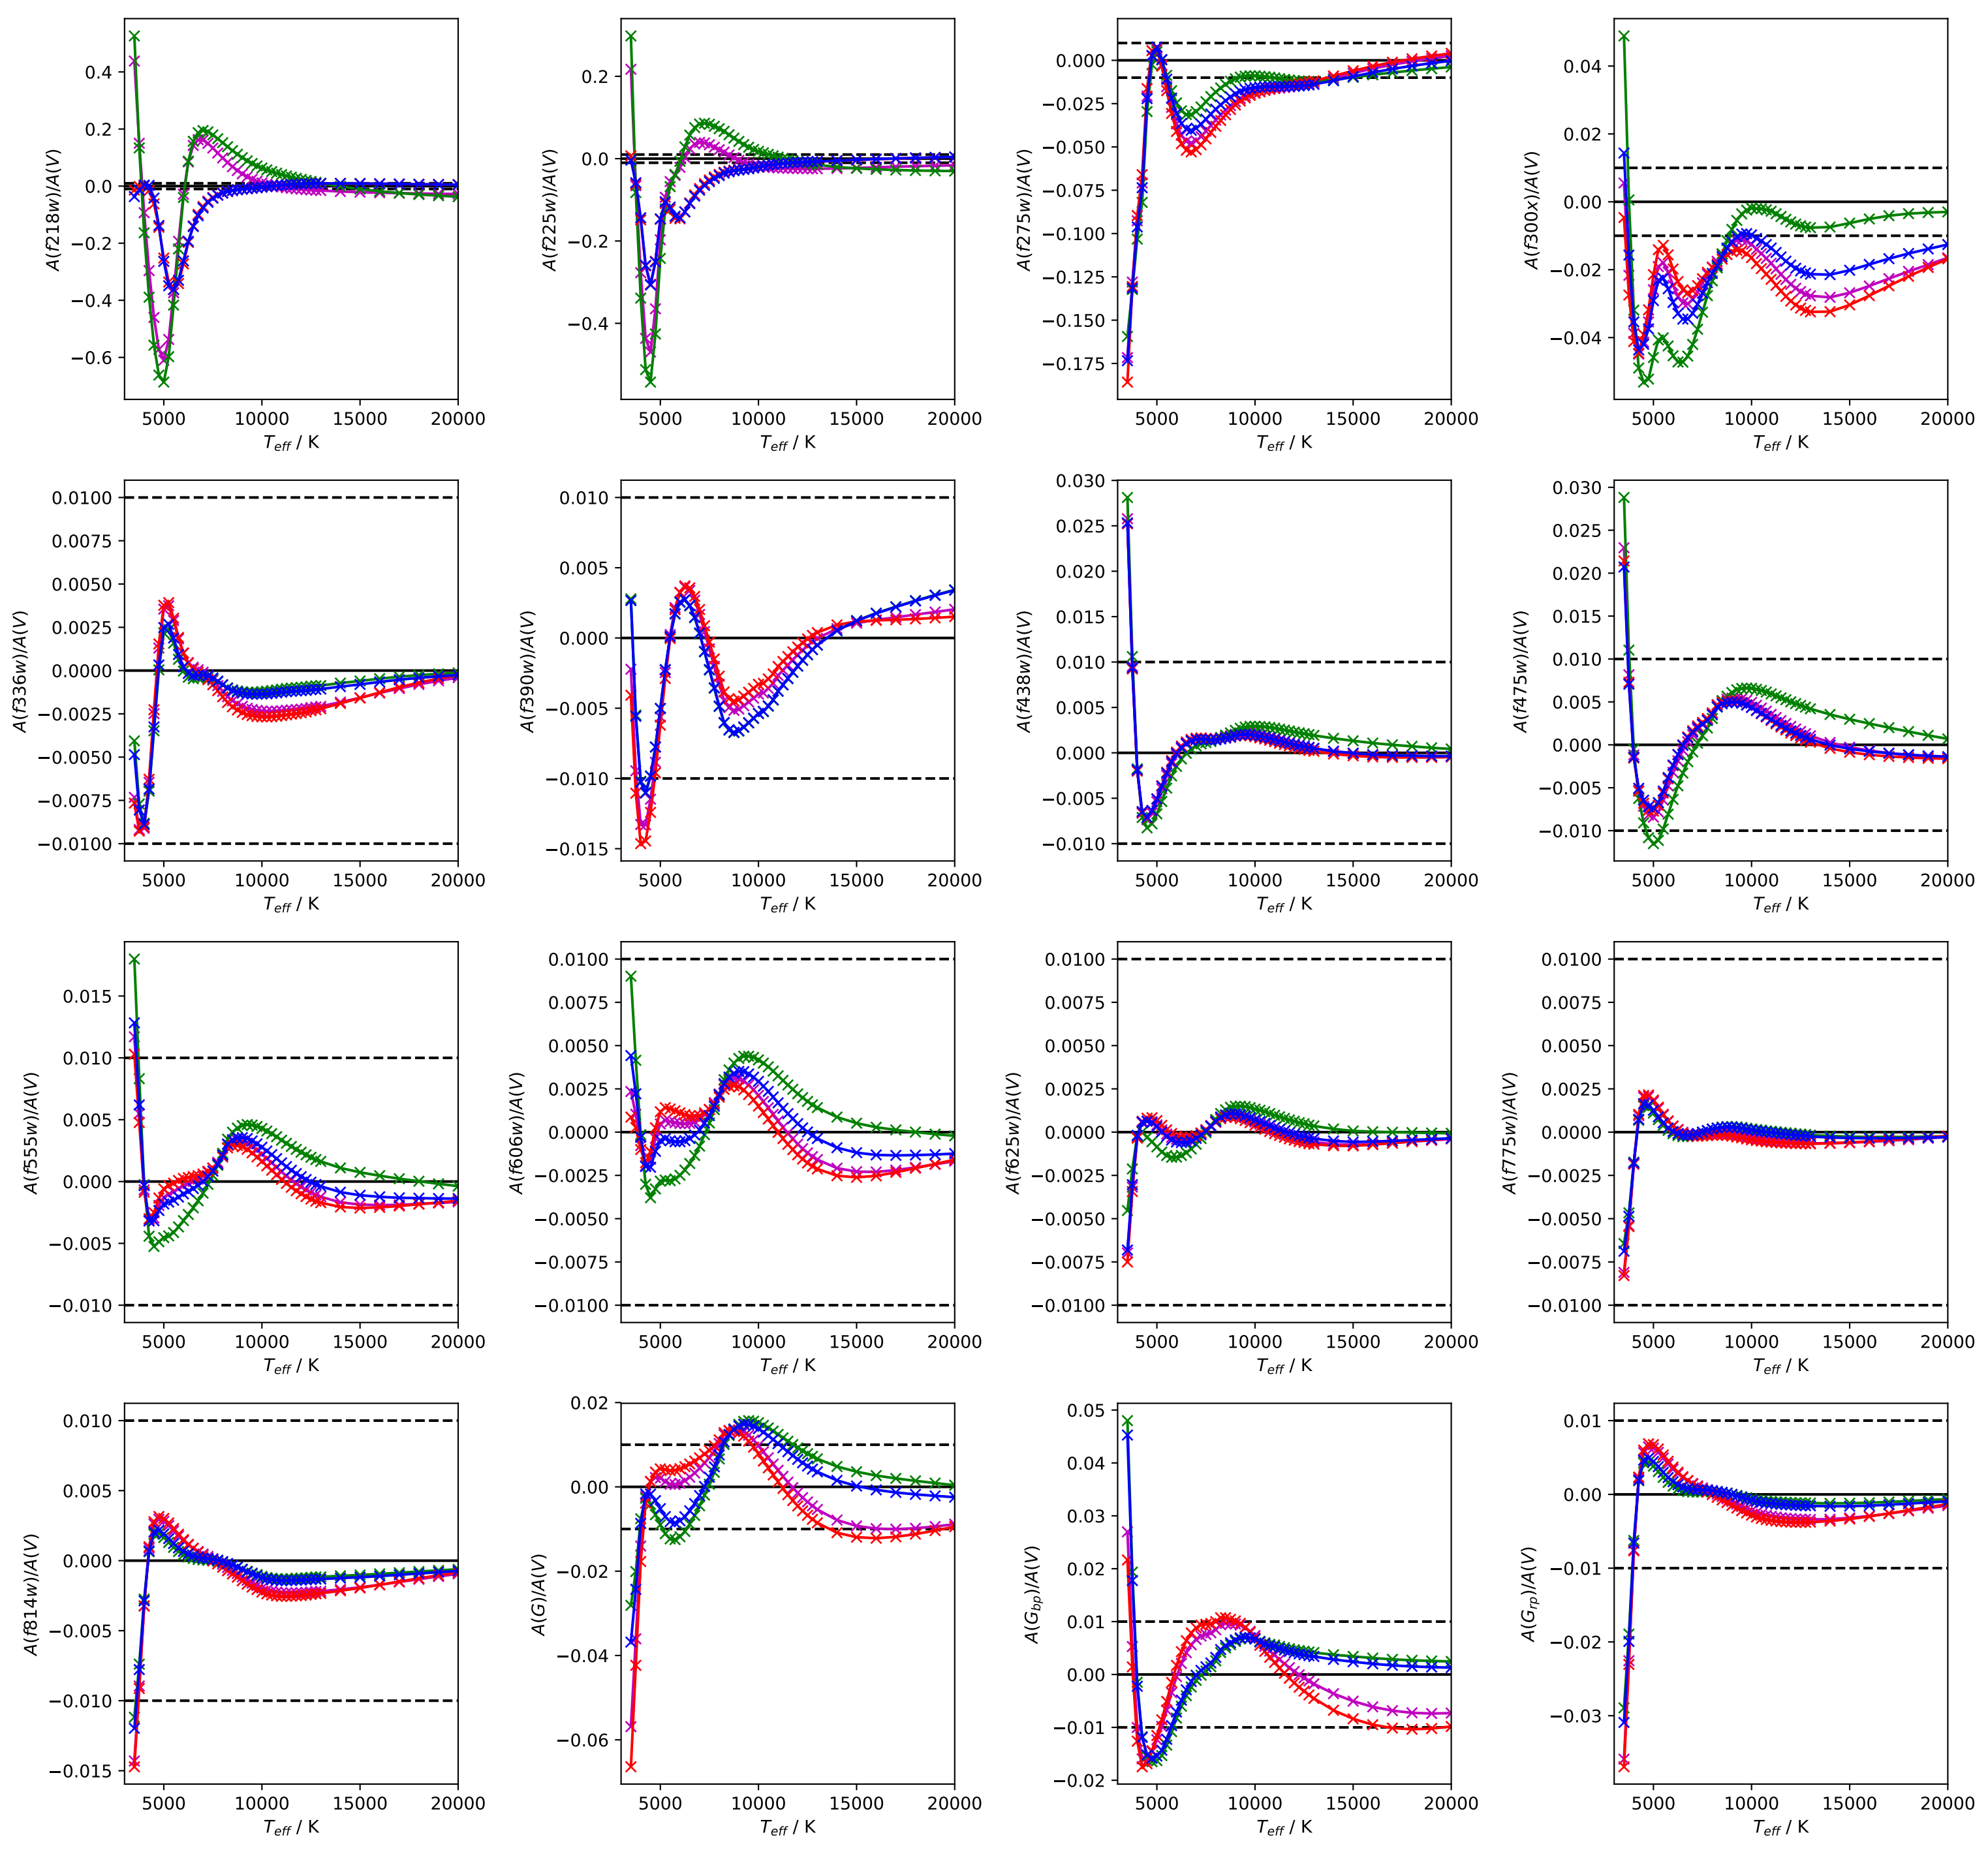 A(f218w)/A(V)
0.4
0.2
0.0
−0.2
−0.4
−0.6
5000 10000 15000 20000
T_eff / K
A(f225w)/A(V)
0.2
0.0
−0.2
−0.4
5000 10000 15000 20000
T_eff / K
A(f275w)/A(V)
0.000
−0.025
−0.050
−0.075
−0.100
−0.125
−0.150
−0.175
5000 10000 15000 20000
T_eff / K
A(f300x)/A(V)
0.04
0.02
0.00
−0.02
−0.04
5000 10000 15000 20000
T_eff / K
A(f336w)/A(V)
0.0100
0.0075
0.0050
0.0025
0.0000
−0.0025
−0.0050
−0.0075
−0.0100
5000 10000 15000 20000
T_eff / K
A(f390w)/A(V)
0.010
0.005
0.000
−0.005
−0.010
−0.015
5000 10000 15000 20000
T_eff / K
A(f438w)/A(V)
0.030
0.025
0.020
0.015
0.010
0.005
0.000
−0.005
−0.010
5000 10000 15000 20000
T_eff / K
A(f475w)/A(V)
0.030
0.025
0.020
0.015
0.010
0.005
0.000
−0.005
−0.010
5000 10000 15000 20000
T_eff / K
A(f555w)/A(V)
0.015
0.010
0.005
0.000
−0.005
−0.010
5000 10000 15000 20000
T_eff / K
A(f606w)/A(V)
0.0100
0.0075
0.0050
0.0025
0.0000
−0.0025
−0.0050
−0.0075
−0.0100
5000 10000 15000 20000
T_eff / K
A(f625w)/A(V)
0.0100
0.0075
0.0050
0.0025
0.0000
−0.0025
−0.0050
−0.0075
−0.0100
5000 10000 15000 20000
T_eff / K
A(f775w)/A(V)
0.0100
0.0075
0.0050
0.0025
0.0000
−0.0025
−0.0050
−0.0075
−0.0100
5000 10000 15000 20000
T_eff / K
A(f814w)/A(V)
0.010
0.005
0.000
−0.005
−0.010
−0.015
5000 10000 15000 20000
T_eff / K
A(G)/A(V)
0.02
0.00
−0.02
−0.04
−0.06
5000 10000 15000 20000
T_eff / K
A(G_bp)/A(V)
0.05
0.04
0.03
0.02
0.01
0.00
−0.01
−0.02
5000 10000 15000 20000
T_eff / K
A(G_rp)/A(V)
0.01
0.00
−0.01
−0.02
−0.03
5000 10000 15000 20000
T_eff / K